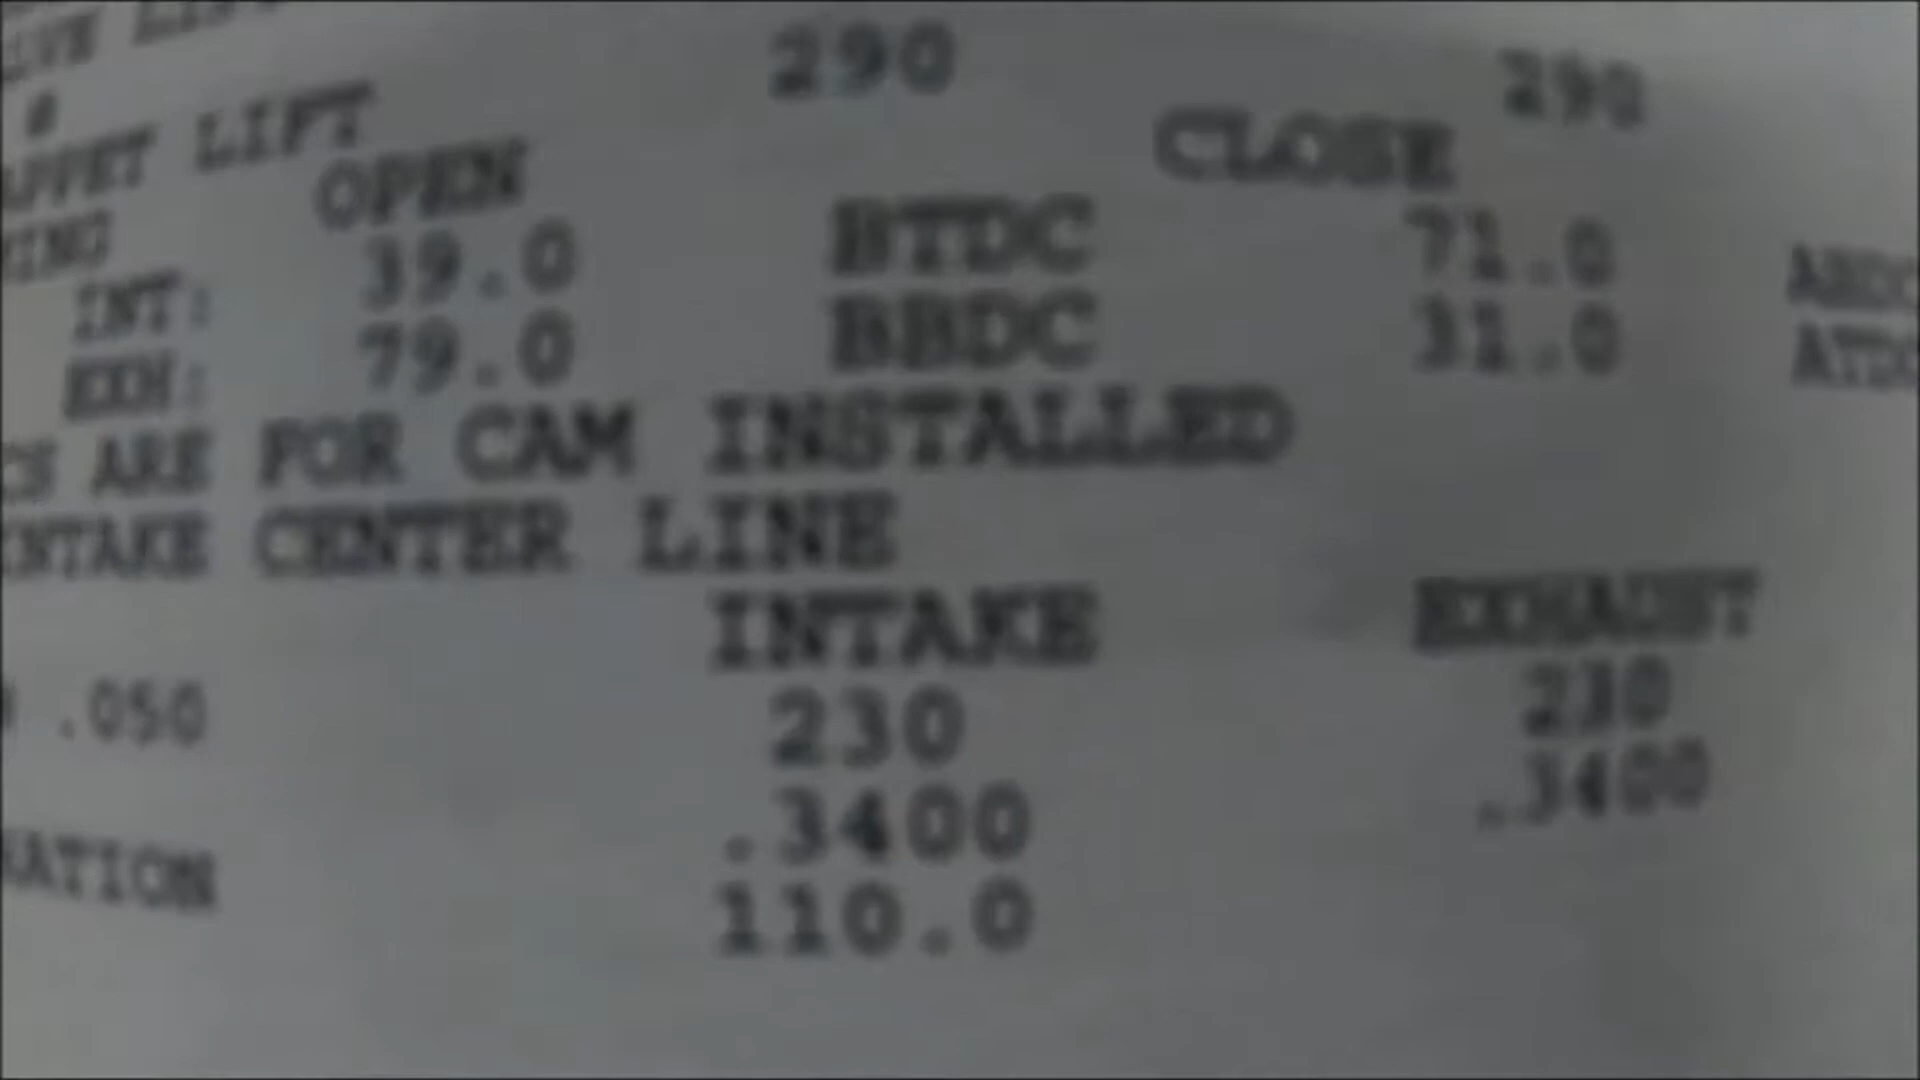 290 290
LIFT
OPEN CLOSE
INT: 39.0 BTDC 71.0
EXH: 79.0 BBDC 31.0
ARE FOR CAM INSTALLED
CENTER LINE
INTAKE EXHAUST
.050 230 230
.3400 .3400
110.0